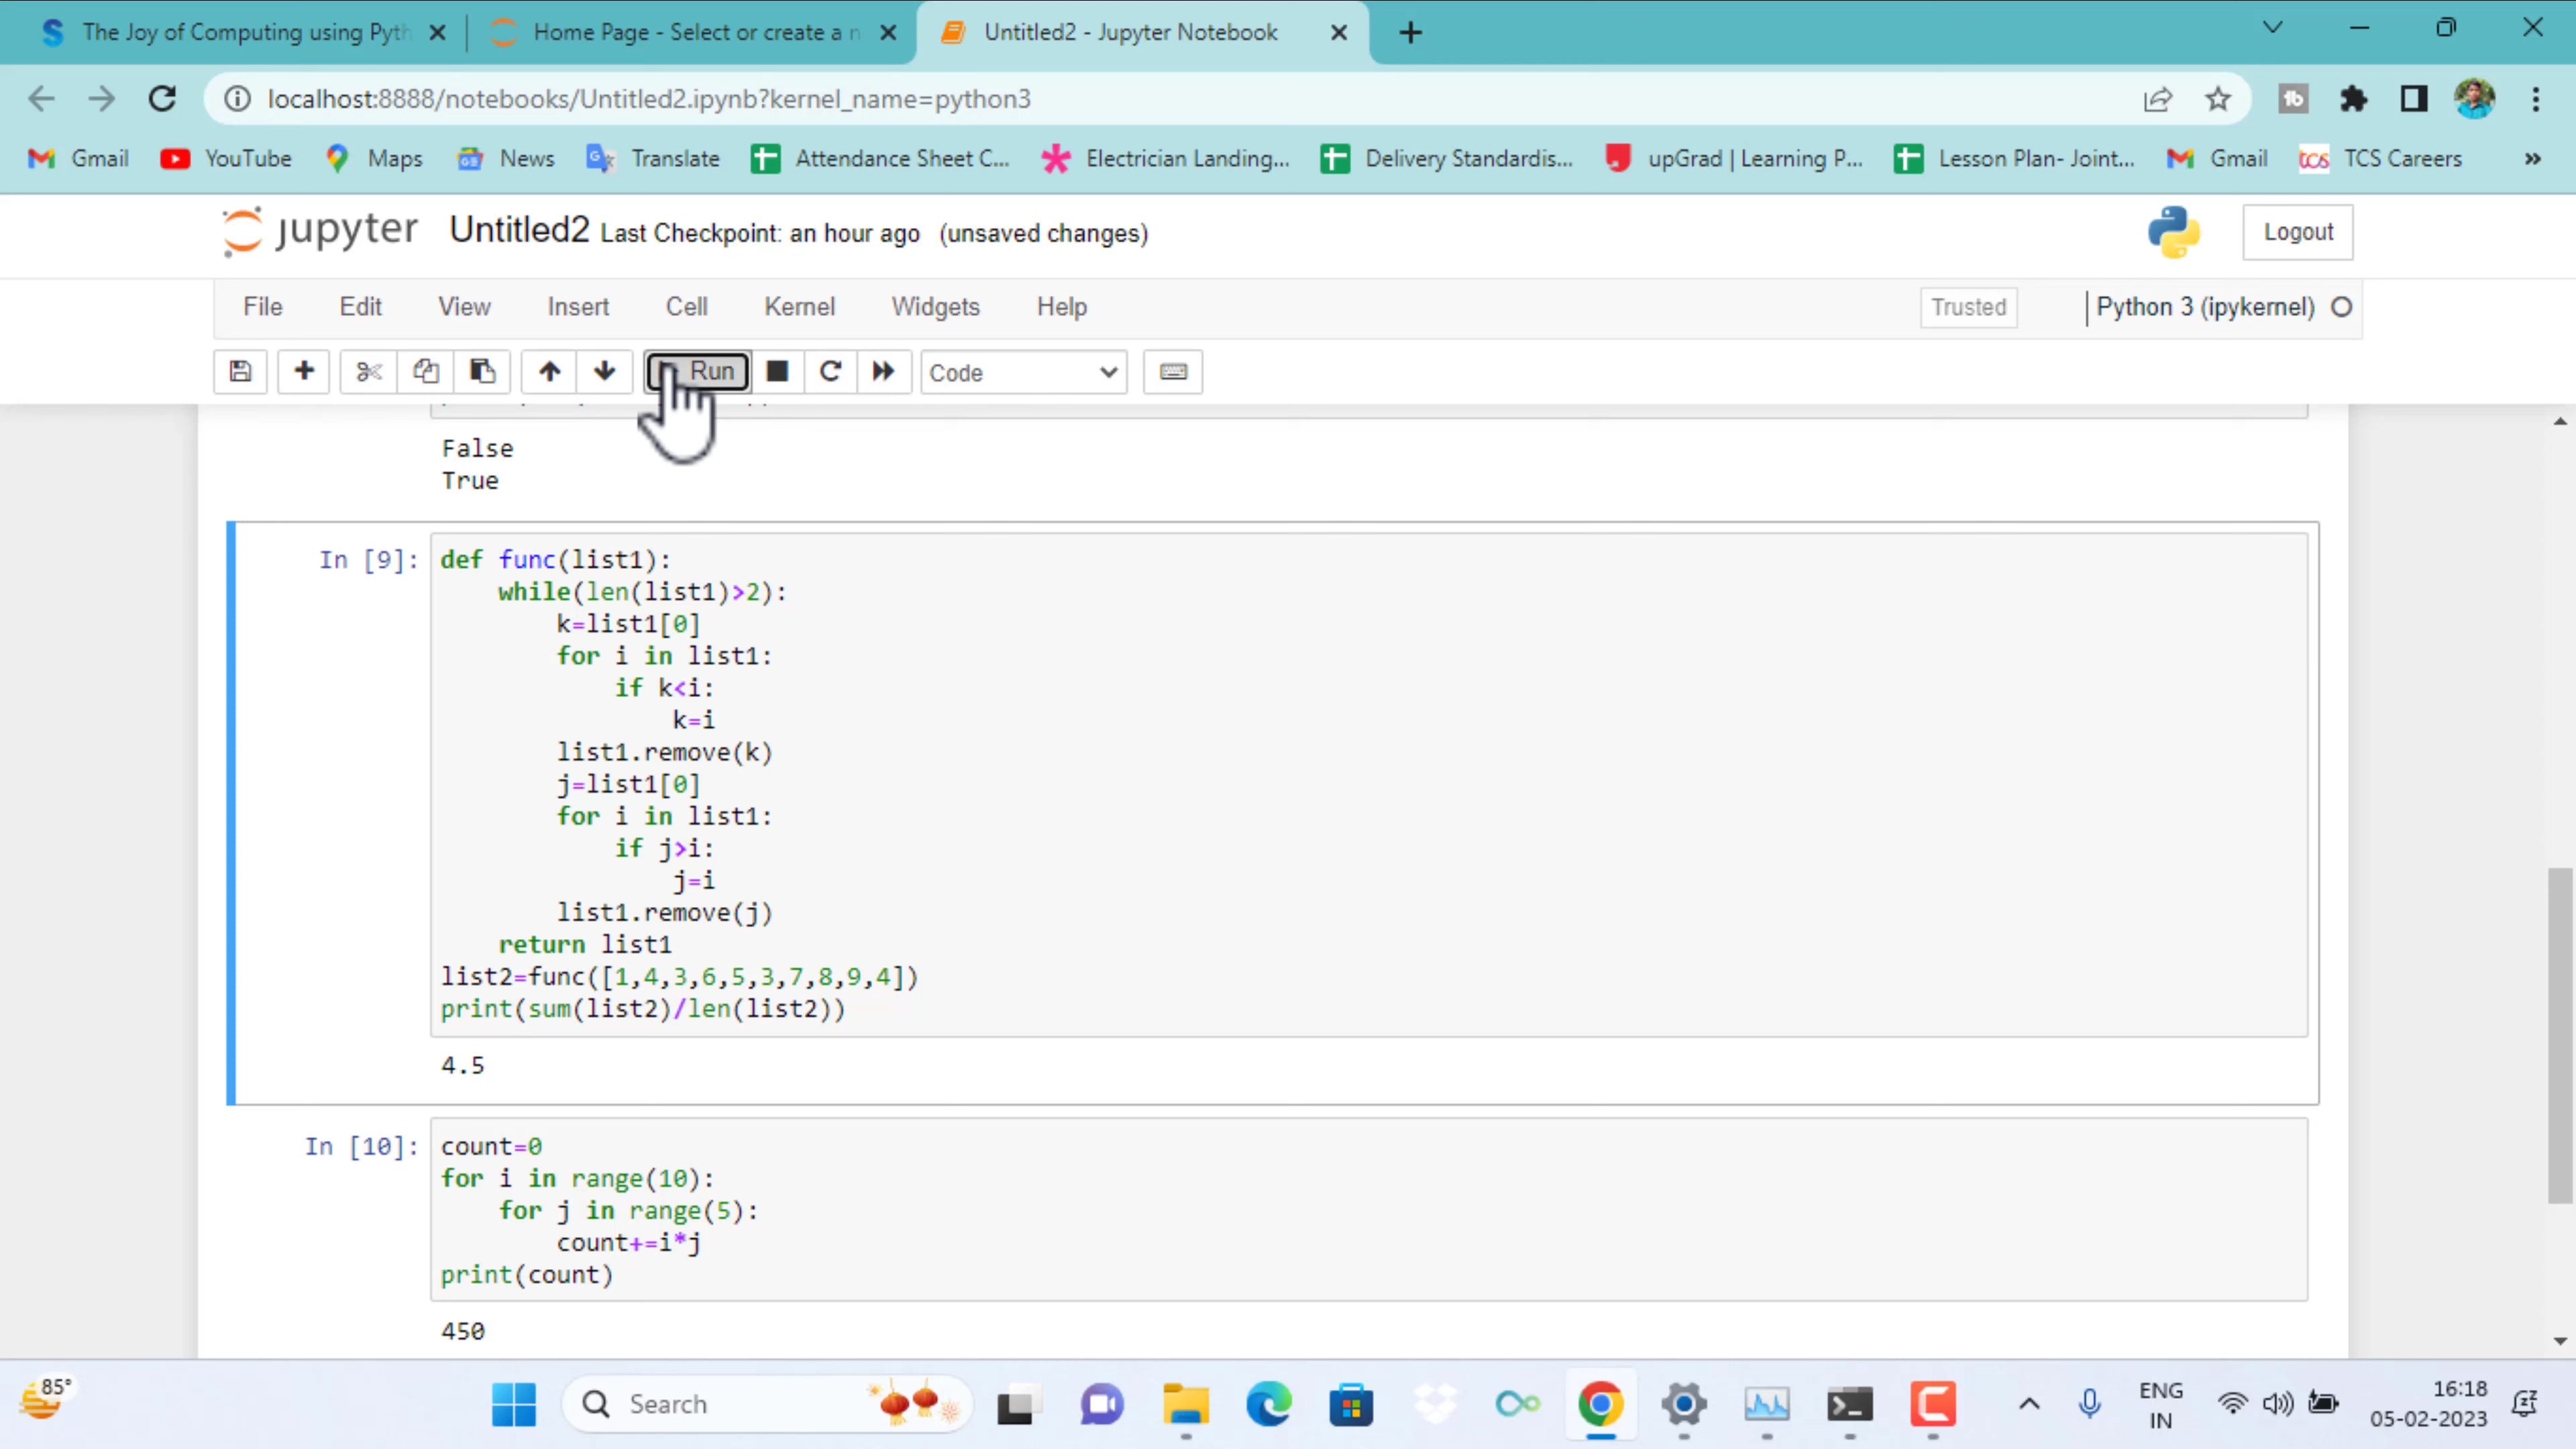 The Joy of Computing using Pyth
Home Page - Select or create a n
Untitled2 - Jupyter Notebook
localhost:8888/notebooks/Untitled2.ipynb?kernel_name=python3
Gmail YouTube Maps News Translate Attendance Sheet C... Electrician Landing... Delivery Standardis... upGrad | Learning P... Lesson Plan- Joint... Gmail tcs TCS Careers »
jupyter Untitled2 Last Checkpoint: an hour ago (unsaved changes) Logout
File Edit View Insert Cell Kernel Widgets Help Trusted Python 3 (ipykernel)
Run Code
False
True
In [9]: def func(list1):
while(len(list1)>2):
k=list1[0]
for i in list1:
if k<i:
k=i
list1.remove(k)
j=list1[0]
for i in list1:
if j>i:
j=i
list1.remove(j)
return list1
list2=func([1,4,3,6,5,3,7,8,9,4])
print(sum(list2)/len(list2))
4.5
In [10]: count=0
for i in range(10):
for j in range(5):
count+=i*j
print(count)
450
85°
Search
ENG
IN
16:18
05-02-2023